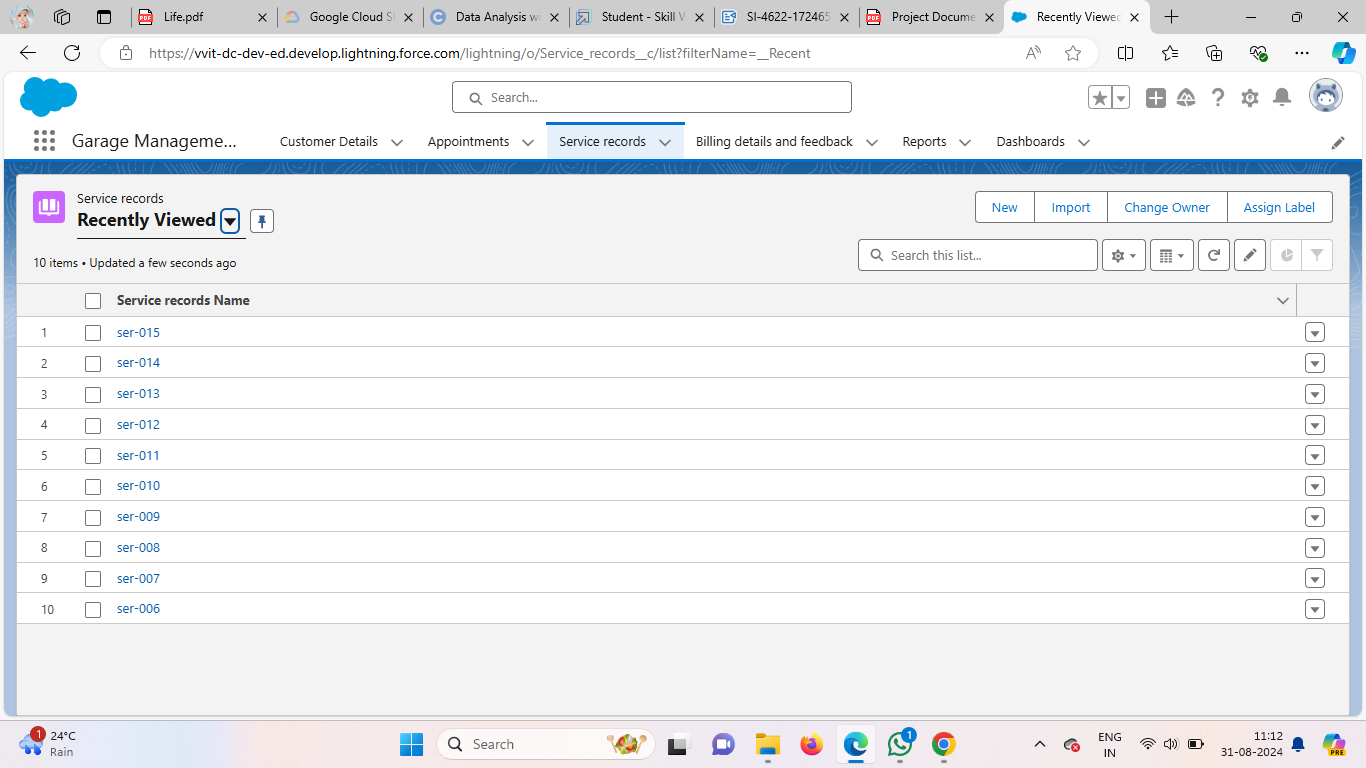 Life.pdf
Google Cloud S
Data Analysis wi
Student - Skill W
SI-4622-172465
Project Docume
Recently Viewed
https://vvit-dc-dev-ed.develop.lightning.force.com/lightning/o/Service_records__c/list?filterName=__Recent
Search...
Garage Manageme...
Customer Details
Appointments
Service records
Billing details and feedback
Reports
Dashboards
Service records
Recently Viewed
New
Import
Change Owner
Assign Label
10 items • Updated a few seconds ago
Search this list...
Service records Name
1 ser-015
2 ser-014
3 ser-013
4 ser-012
5 ser-011
6 ser-010
7 ser-009
8 ser-008
9 ser-007
10 ser-006
1
24°C
Rain
Search
1
ENG
IN
11:12
31-08-2024
PRE